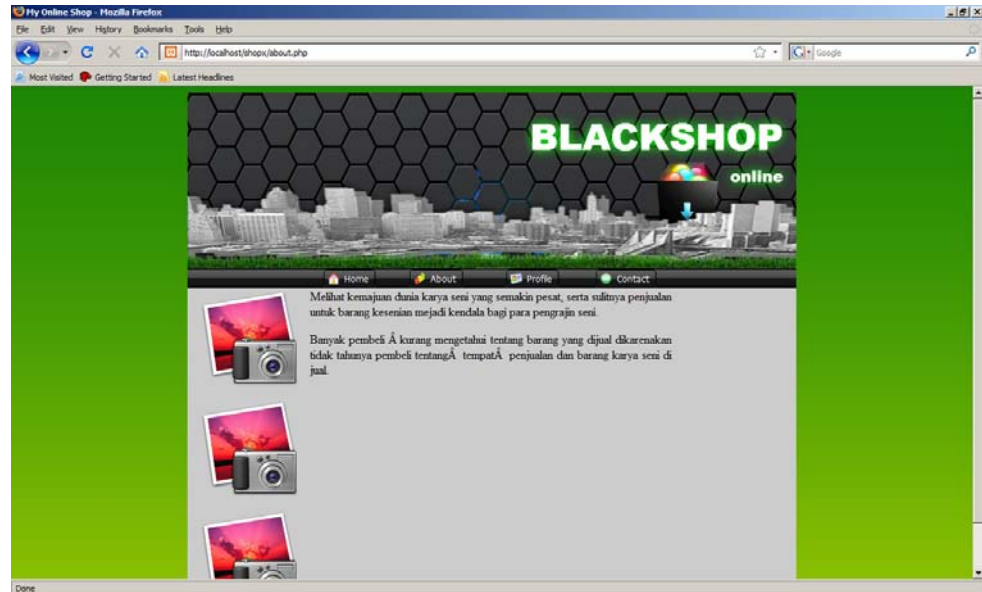 My Online Shop - Mozilla Firefox
File Edit View History Bookmarks Tools Help
http://localhost/shopx/about.php
Google
Most Visited Getting Started Latest Headlines
BLACKSHOP
online
Home About Profile Contact
Melihat kemajuan dunia karya seni yang semakin pesat, serta sulitnya penjualan
untuk barang kesenian mejadi kendala bagi para pengrajin seni.
Banyak pembeli Â kurang mengetahui tentang barang yang dijual dikarenakan
tidak tahunya pembeli tentangÂ tempatÂ penjualan dan barang karya seni di
jual.
Done